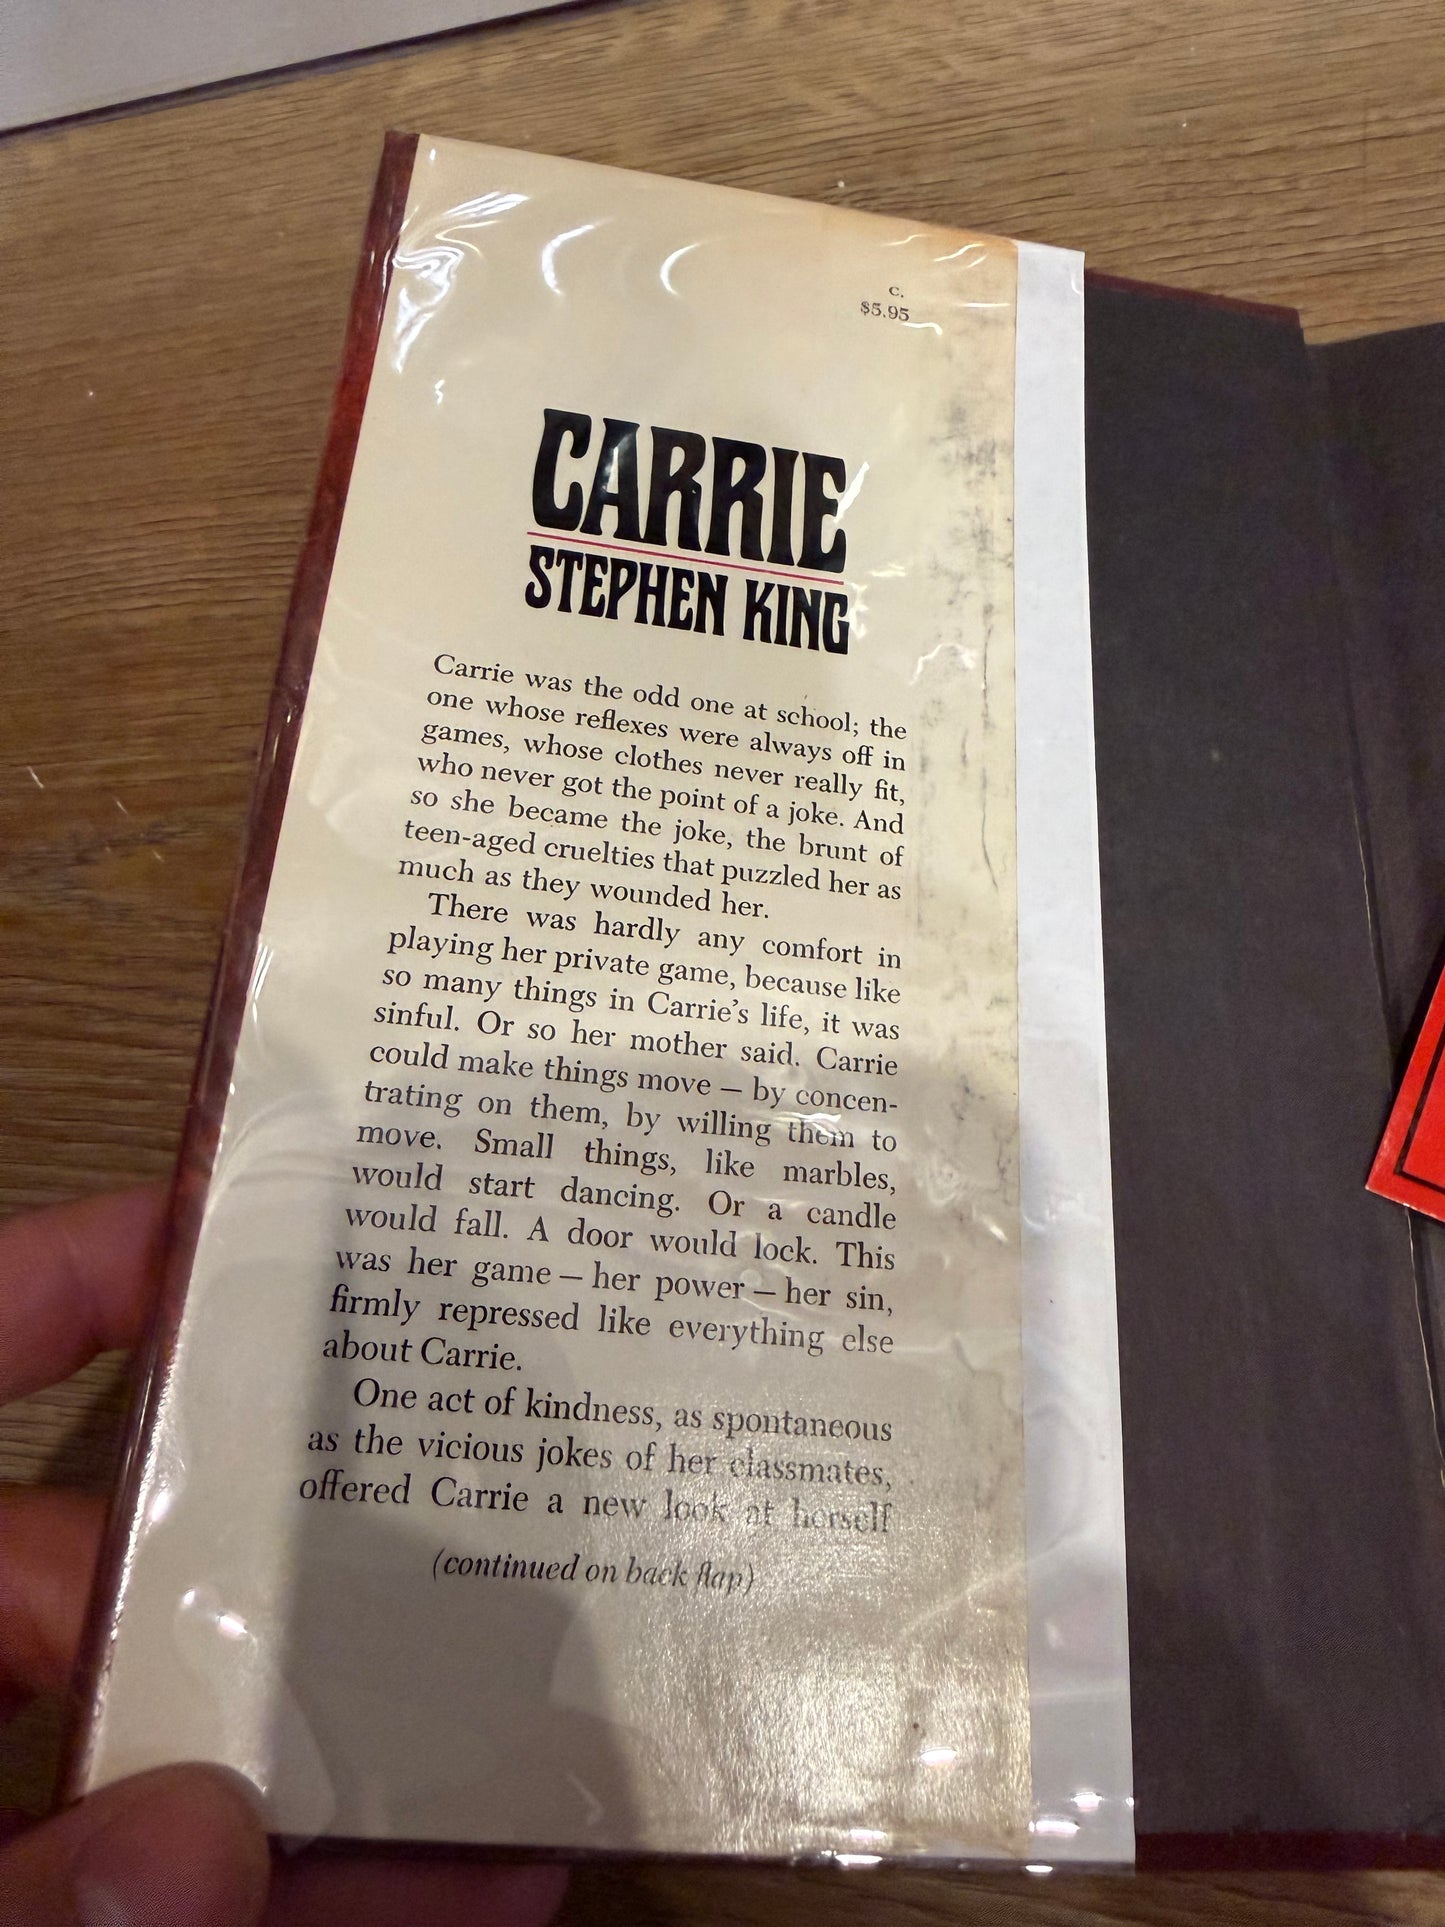 C.
$5.95
CARRIE
STEPHEN KING
Carrie was the odd one at school; the
one whose reflexes were always off in
games, whose clothes never really fit,
who never got the point of a joke. And
so she became the joke, the brunt of
teen-aged cruelties that puzzled her as
much as they wounded her.
There was hardly any comfort in
playing her private game, because like
so many things in Carrie's life, it was
sinful. Or so her mother said. Carrie
could make things move — by concen-
trating on them, by willing them to
move. Small things, like marbles,
would start dancing. Or a candle
would fall. A door would lock. This
was her game — her power — her sin,
firmly repressed like everything else
about Carrie.
One act of kindness, as spontaneous
as the vicious jokes of her classmates,
offered Carrie a new look at herself
(continued on back flap)